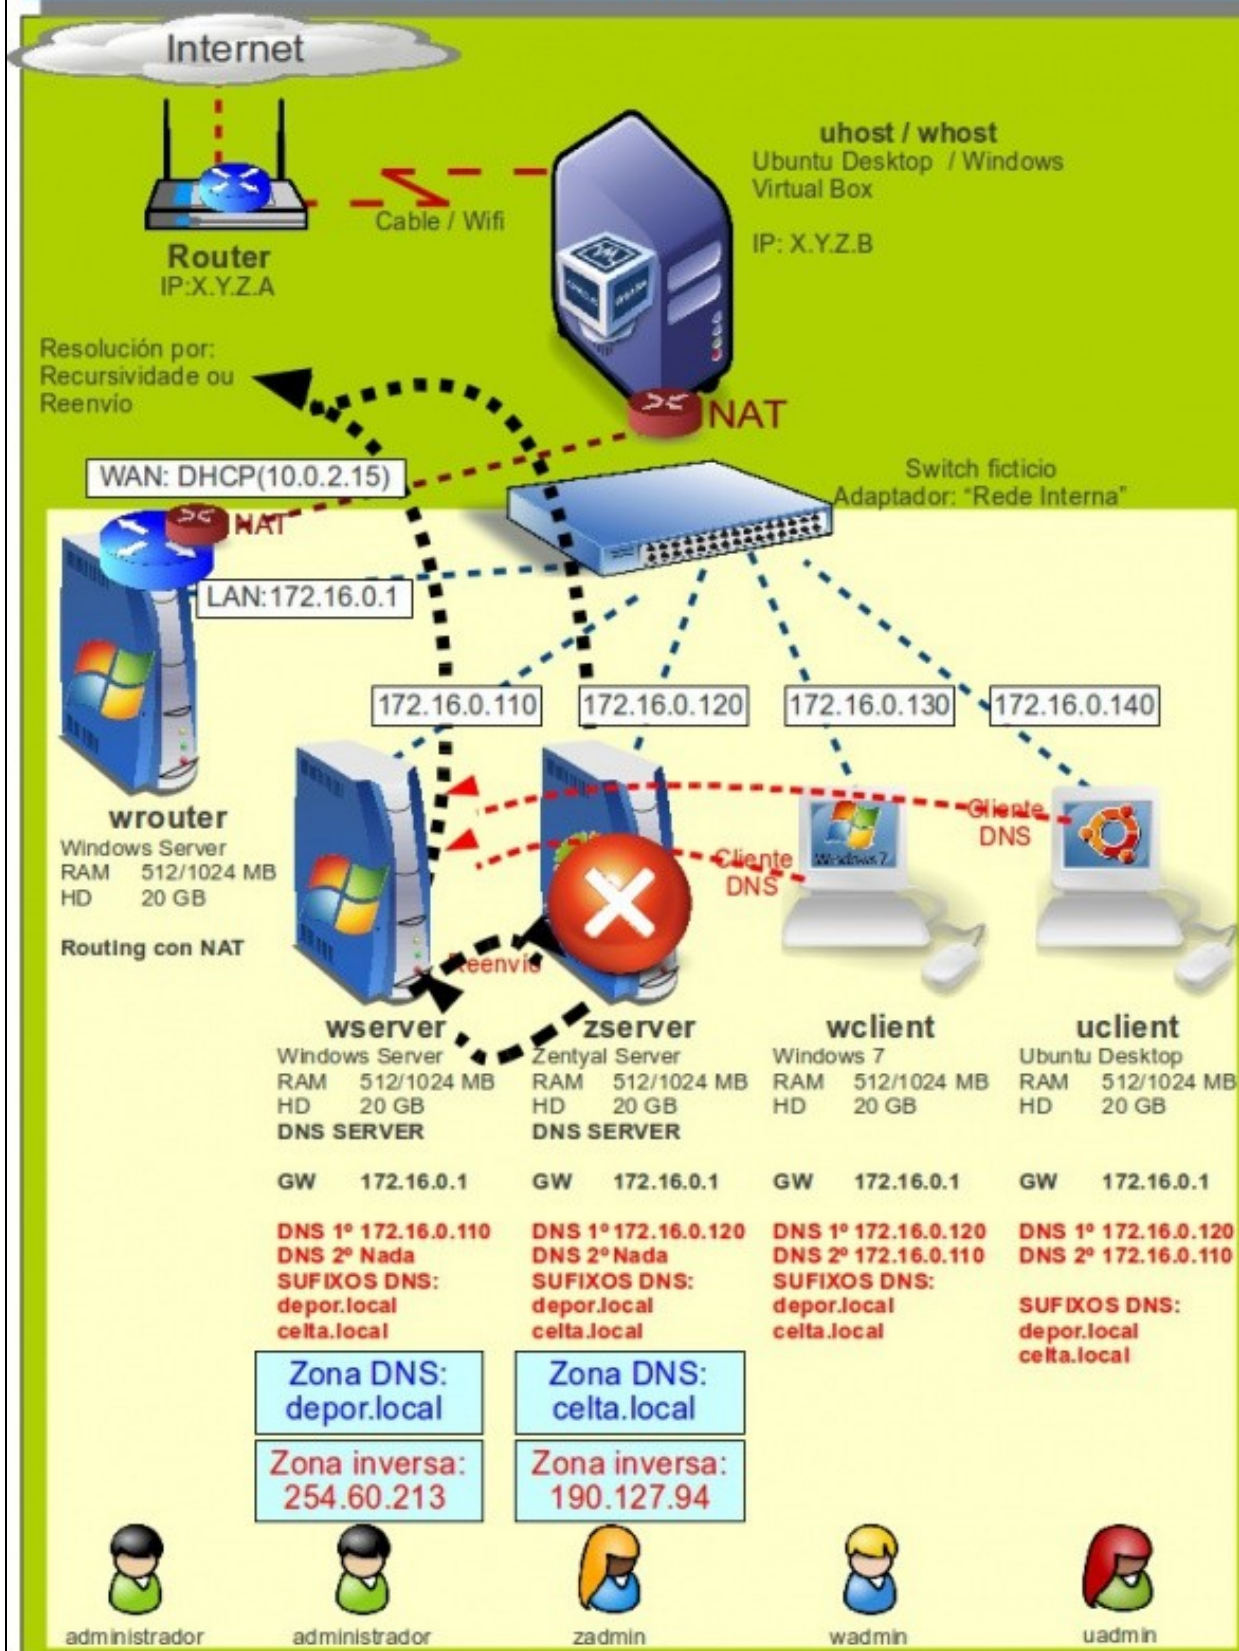 Internet
uhost / whost
Ubuntu Desktop / Windows
Virtual Box
IP: X.Y.Z.B
Cable / Wifi
Router
IP:X.Y.Z.A
Resolución por:
Recursividade ou
Reenvío
NAT
WAN: DHCP(10.0.2.15)
Switch ficticio
Adaptador: "Rede Interna"
NAT
LAN:172.16.0.1
172.16.0.110
172.16.0.120
172.16.0.130
172.16.0.140
wrouter
Windows Server
RAM 512/1024 MB
HD 20 GB
Routing con NAT
Cliente
DNS
Cliente
DNS
Windows 7
Reenvío
wserver
Windows Server
RAM 512/1024 MB
HD 20 GB
DNS SERVER
GW 172.16.0.1
DNS 1º 172.16.0.110
DNS 2º Nada
SUFIXOS DNS:
depor.local
celta.local
Zona DNS:
depor.local
Zona inversa:
254.60.213
zserver
Zentyal Server
RAM 512/1024 MB
HD 20 GB
DNS SERVER
GW 172.16.0.1
DNS 1º 172.16.0.120
DNS 2º Nada
SUFIXOS DNS:
depor.local
celta.local
Zona DNS:
celta.local
Zona inversa:
190.127.94
wclient
Windows 7
RAM 512/1024 MB
HD 20 GB
GW 172.16.0.1
DNS 1º 172.16.0.120
DNS 2º 172.16.0.110
SUFIXOS DNS:
depor.local
celta.local
uclient
Ubuntu Desktop
RAM 512/1024 MB
HD 20 GB
GW 172.16.0.1
DNS 1º 172.16.0.120
DNS 2º 172.16.0.110
SUFIXOS DNS:
depor.local
celta.local
administrador
administrador
zadmin
wadmin
uadmin